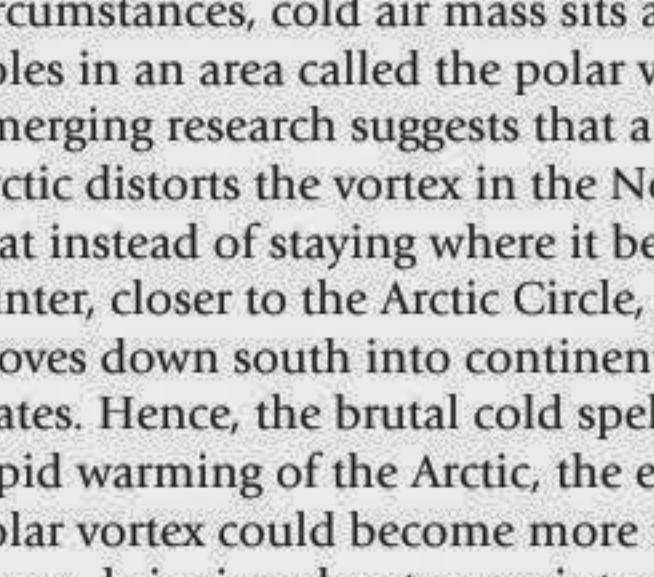 rcumstances, cold air mass sits
oles in an area called the polar
merging research suggests that a
ctic distorts the vortex in the
at instead of staying where it be
inter, closer to the Arctic Circle,
oves down south into continen
ates. Hence, the brutal cold spel
pid warming of the Arctic, the e
olar vortex could become more